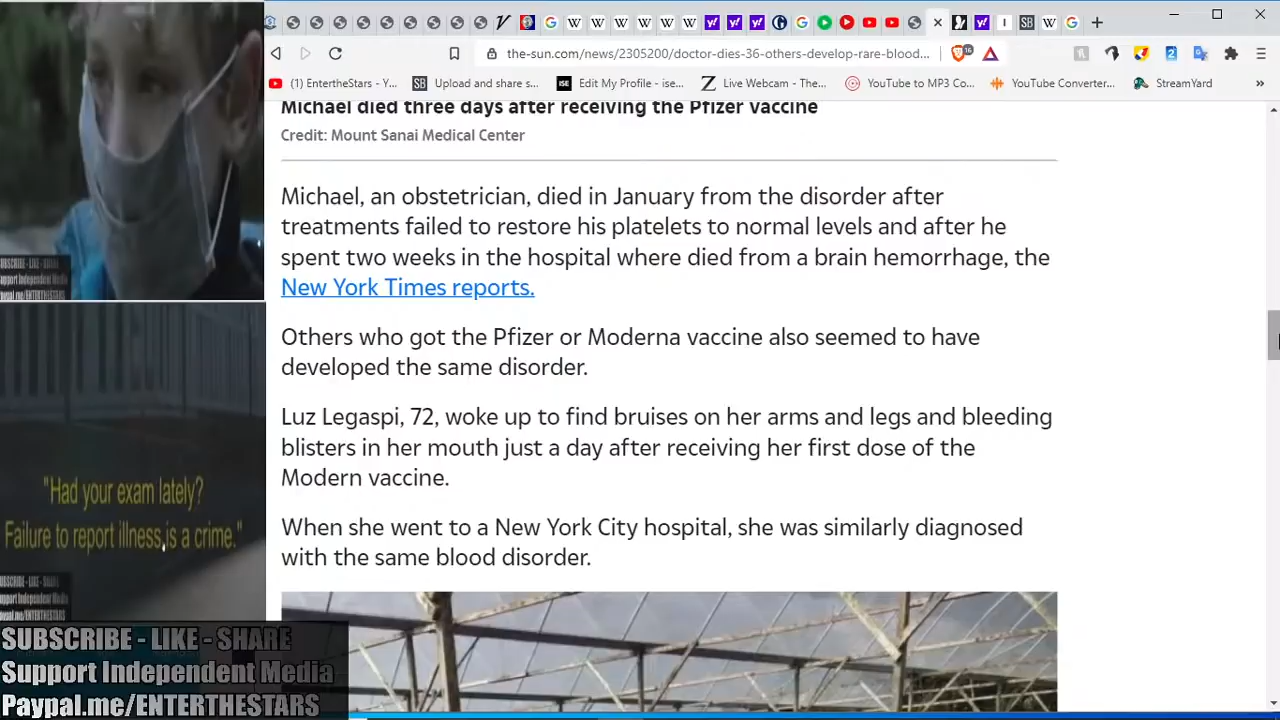 the-sun.com/news/2305200/doctor-dies-36-others-develop-rare-blood...
(1) EntertheStars - Y...
Upload and share s...
Edit My Profile - ise...
Live Webcam - The...
YouTube to MP3 Co...
YouTube Converter...
StreamYard
Michael died three days after receiving the Pfizer vaccine
Credit: Mount Sanai Medical Center
Michael, an obstetrician, died in January from the disorder after
treatments failed to restore his platelets to normal levels and after he
spent two weeks in the hospital where died from a brain hemorrhage, the
New York Times reports.
Others who got the Pfizer or Moderna vaccine also seemed to have
developed the same disorder.
Luz Legaspi, 72, woke up to find bruises on her arms and legs and bleeding
blisters in her mouth just a day after receiving her first dose of the
Modern vaccine.
When she went to a New York City hospital, she was similarly diagnosed
with the same blood disorder.
SUBSCRIBE - LIKE - SHARE
"Had your exam lately?
Failure to report illness is a crime."
SUBSCRIBE - LIKE - SHARE
Support Independent Media
Paypal.me/ENTERTHESTARS